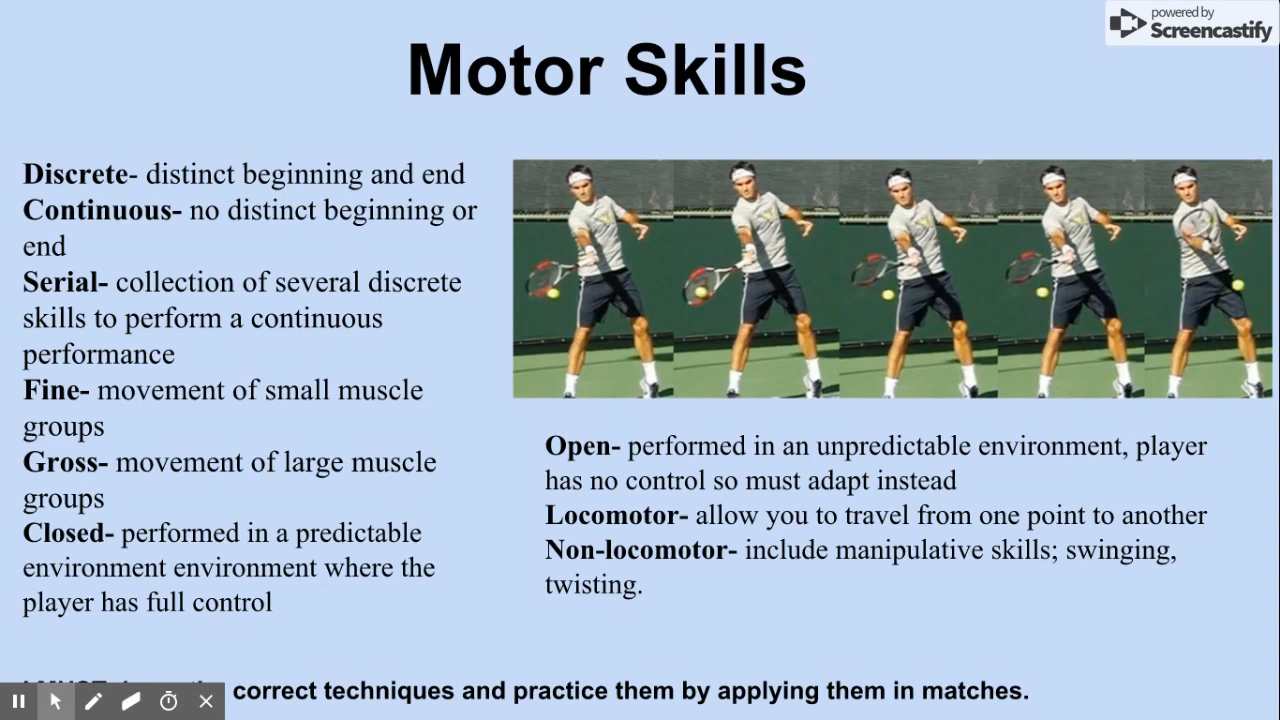 powered by
Screencastify
Motor Skills
Discrete- distinct beginning and end
Continuous- no distinct beginning or
end
Serial- collection of several discrete
skills to perform a continuous
performance
Fine- movement of small muscle
groups
Gross- movement of large muscle
groups
Closed- performed in a predictable
environment environment where the
player has full control
Open- performed in an unpredictable environment, player
has no control so must adapt instead
Locomotor- allow you to travel from one point to another
Non-locomotor- include manipulative skills; swinging,
twisting.
correct techniques and practice them by applying them in matches.